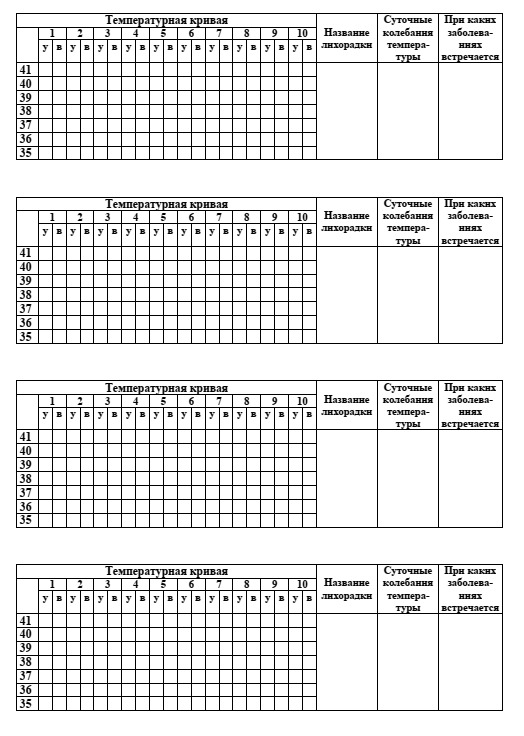 Температурная кривая
Название лихорадки
Суточные колебания темпера-туры
При каких заболева-ниях встречается
1 2 3 4 5 6 7 8 9 10
у в у в у в у в у в у в у в у в у в у в
41
40
39
38
37
36
35
Температурная кривая
Название лихорадки
Суточные колебания темпера-туры
При каких заболева-ниях встречается
1 2 3 4 5 6 7 8 9 10
у в у в у в у в у в у в у в у в у в у в
41
40
39
38
37
36
35
Температурная кривая
Название лихорадки
Суточные колебания темпера-туры
При каких заболева-ниях встречается
1 2 3 4 5 6 7 8 9 10
у в у в у в у в у в у в у в у в у в у в
41
40
39
38
37
36
35
Температурная кривая
Название лихорадки
Суточные колебания темпера-туры
При каких заболева-ниях встречается
1 2 3 4 5 6 7 8 9 10
у в у в у в у в у в у в у в у в у в у в
41
40
39
38
37
36
35